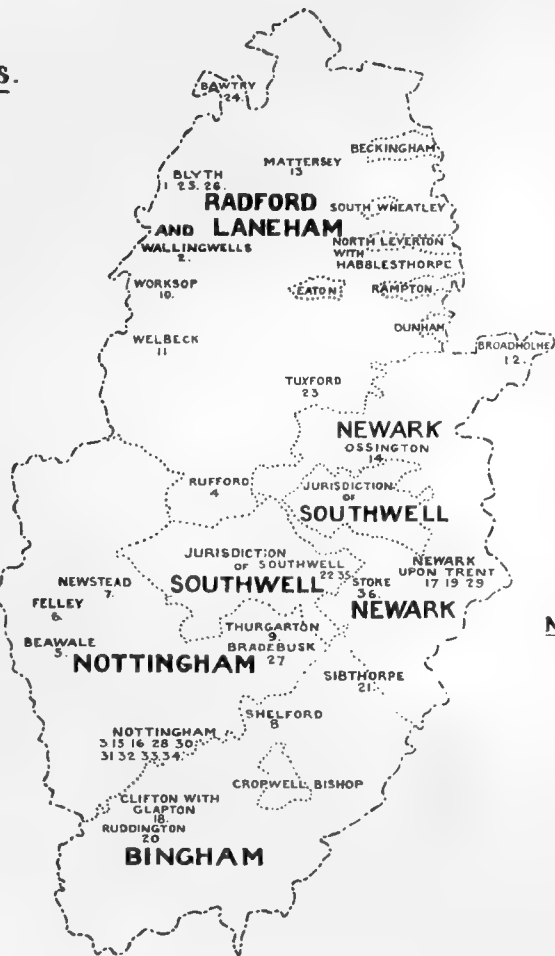 S.
BAWTRY
24.
BECKINGHAM
MATTERSEY
13
BLYTH
1 25. 26.
RADFORD
SOUTH WHEATLEY
AND LANEHAM
WALLINGWELLS
2.
NORTH LEVERTON
WITH
HABBLESTHORPE
WORKSOP
10.
EATON
RAMPTON
DUNHAM
WELBECK
11
BROADHOLME
12.
TUXFORD
23
NEWARK
OSSINGTON
14.
RUFFORD
4
JURISDICTION
OF
SOUTHWELL
JURISDICTION
OF SOUTHWELL
22 35
SOUTHWELL
NEWARK
UPON TRENT
17 19 29
NEWSTEAD
7.
STOKE
36.
NEWARK
FELLEY
6.
THURGARTON
9.
BRADEBUSK
27
BEAWALE
5.
NOTTINGHAM
SIBTHORPE
21.
SHELFORD
8
NOTTINGHAM
3 15 16 28 30
31 32 33 34.
CROPWELL BISHOP
CLIFTON WITH
GLAPTON
18.
RUDDINGTON
20
BINGHAM
N